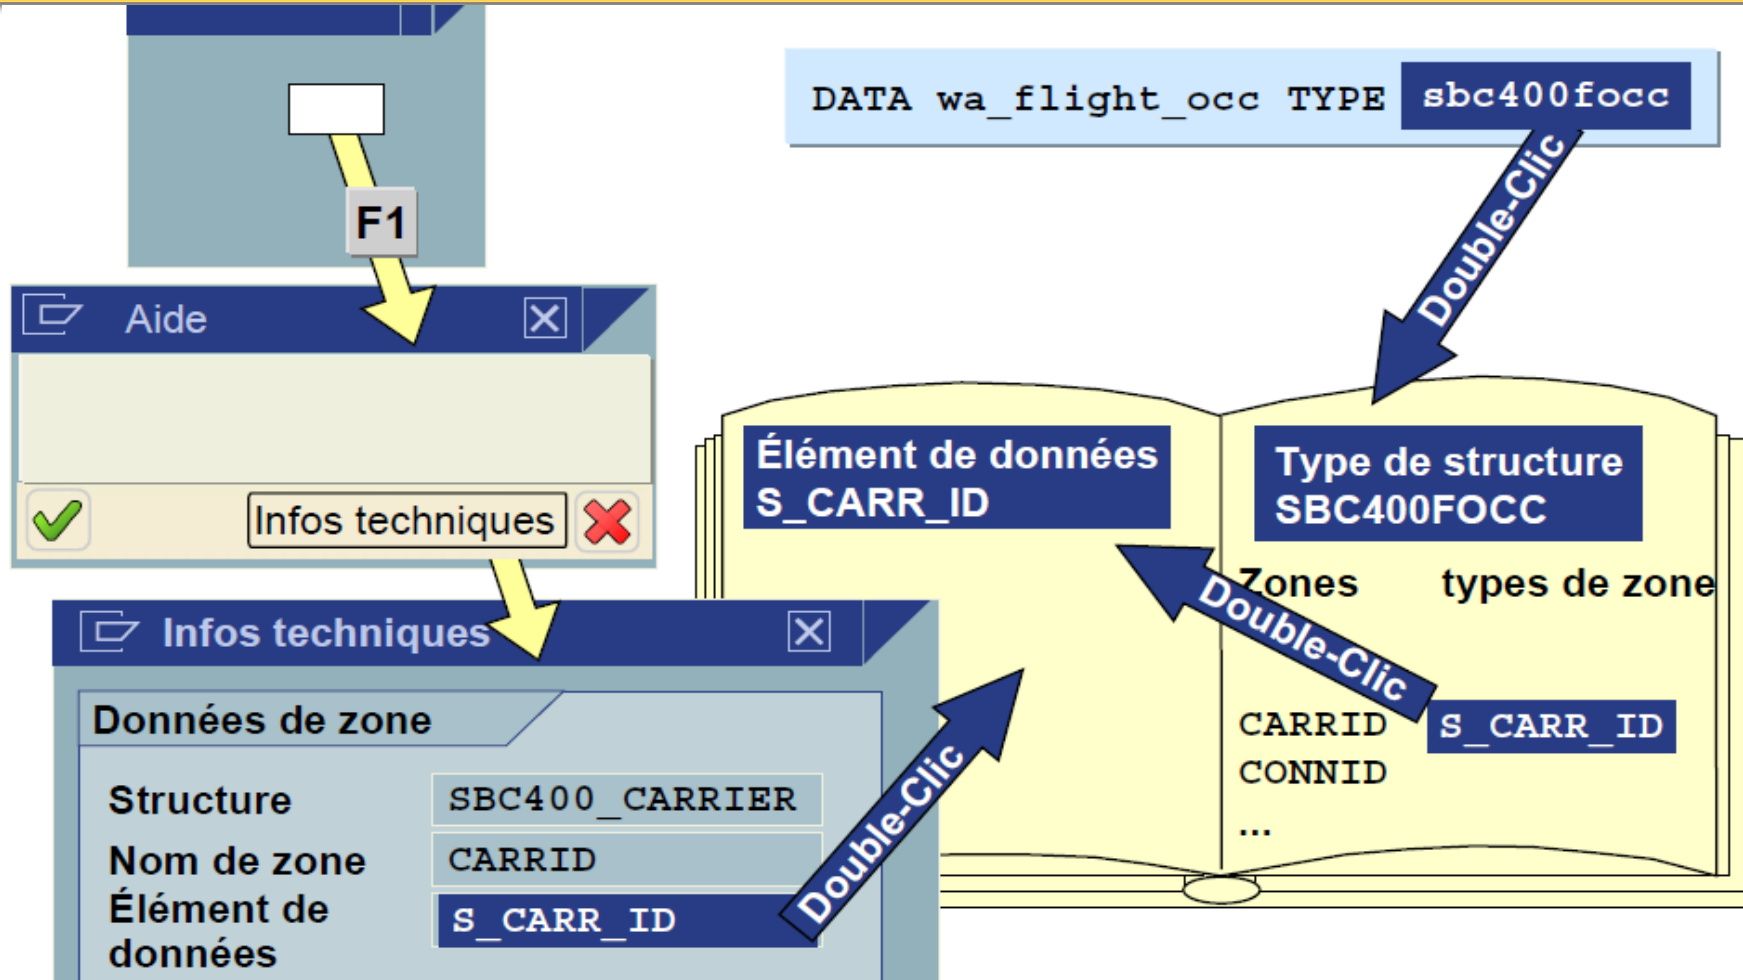 DATA wa_flight_occ TYPE sbc400focc
Double-Clic
F1
Aide
Infos techniques
Infos techniques
Données de zone
Structure SBC400_CARRIER
Nom de zone CARRID
Élément de
données
S_CARR_ID
Double-Clic
Élément de données
S_CARR_ID
Type de structure
SBC400FOCC
Zones types de zone
Double-Clic
CARRID S_CARR_ID
CONNID
...